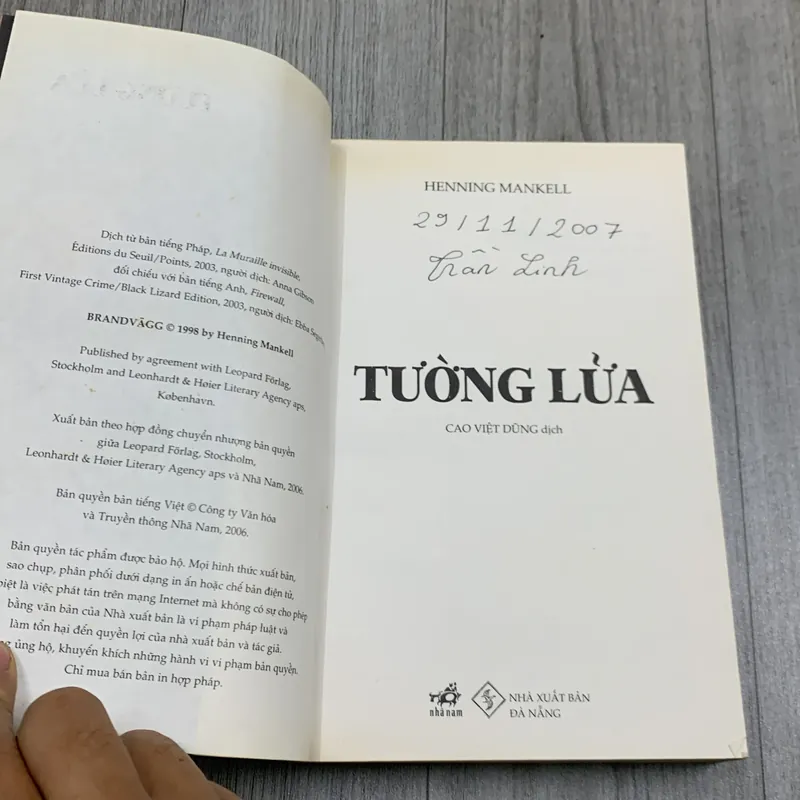 Dịch từ bản tiếng Pháp, La Muraille invisible,
Éditions du Seuil/Points, 2003, người dịch: Anna Gibson
đối chiếu với bản tiếng Anh, Firewall,
First Vintage Crime/Black Lizard Edition, 2003, người dịch: Ebba
BRANDVÄGG © 1998 by Henning Mankell
Published by agreement with Leopard Förlag,
Stockholm and Leonhardt & Høier Literary Agency aps,
København.
Xuất bản theo hợp đồng chuyển nhượng bản quyền
giữa Leopard Förlag, Stockholm,
Leonhardt & Høier Literary Agency aps và Nhã Nam, 2006.
Bản quyền bản tiếng Việt © Công ty Văn hóa
và Truyền thông Nhã Nam, 2006.
Bản quyền tác phẩm được bảo hộ. Mọi hình thức xuất bản,
sao chụp, phân phối dưới dạng in ấn hoặc chế bản điện tử,
biệt là việc phát tán trên mạng Internet mà không có sự cho phép
bằng văn bản của Nhà xuất bản là vi phạm pháp luật và
làm tổn hại đến quyền lợi của nhà xuất bản và tác giả.
ủng hộ, khuyến khích những hành vi vi phạm bản quyền.
Chỉ mua bán bản in hợp pháp.
HENNING MANKELL
29/11/2007
Trần Linh
TƯỜNG LỬA
CAO VIỆT DŨNG dịch
nhã nam
NHÀ XUẤT BẢN
ĐÀ NẴNG